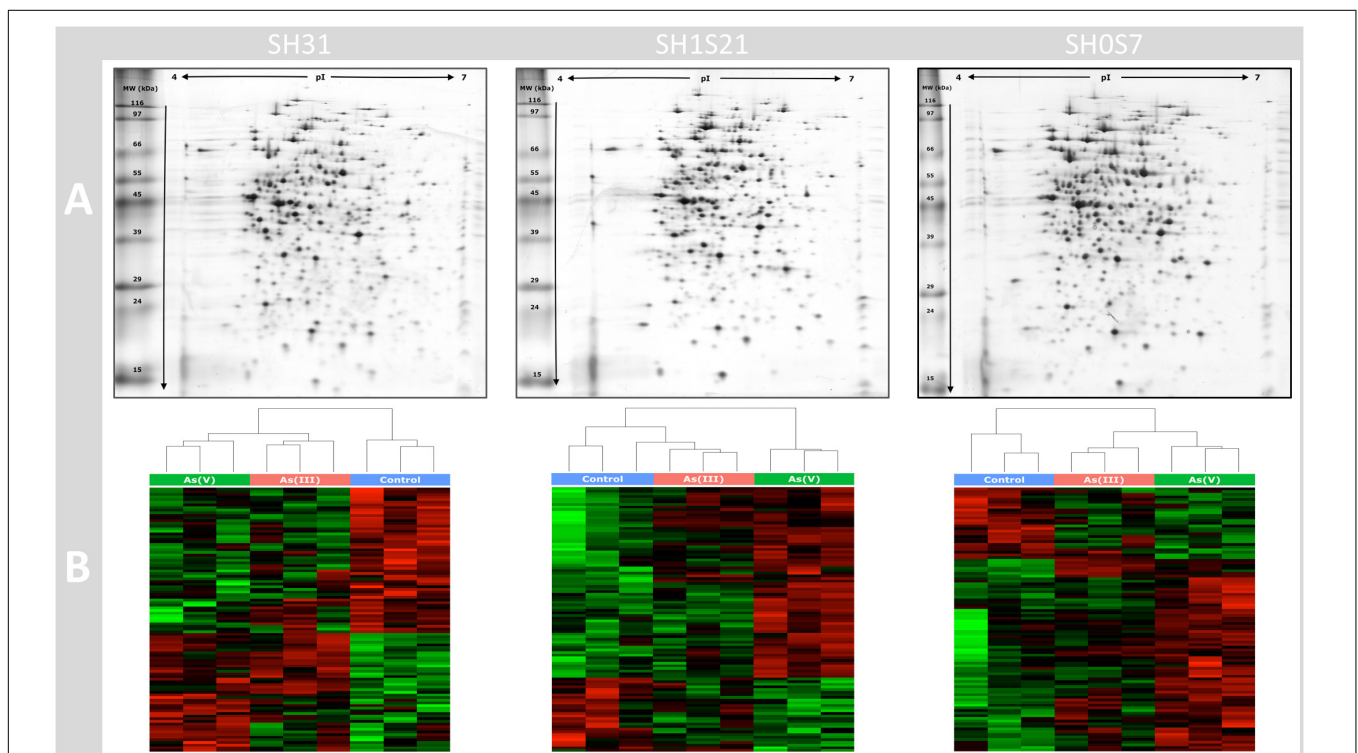 SH31 SH1S21 SH0S7
A
4 pI 7
MW (kDa)
116
97
66
55
45
39
29
24
15
4 pI 7
MW (kDa)
116
97
66
55
45
39
29
24
15
4 pI 7
MW (kDa)
116
97
66
55
45
39
29
24
15
B
As(V) As(III) Control
Control As(III) As(V)
Control As(III) As(V)